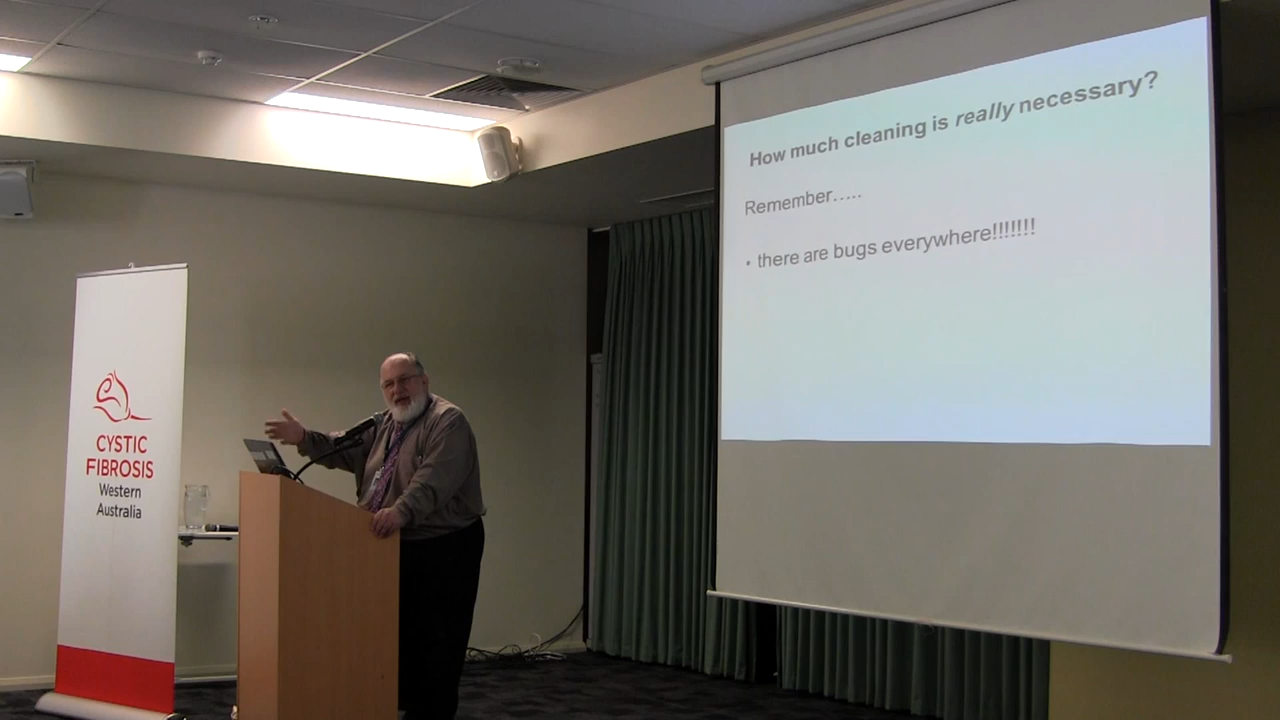 How much cleaning is really necessary?
Remember.....
• there are bugs everywhere!!!!!!!
CYSTIC
FIBROSIS
Western
Australia